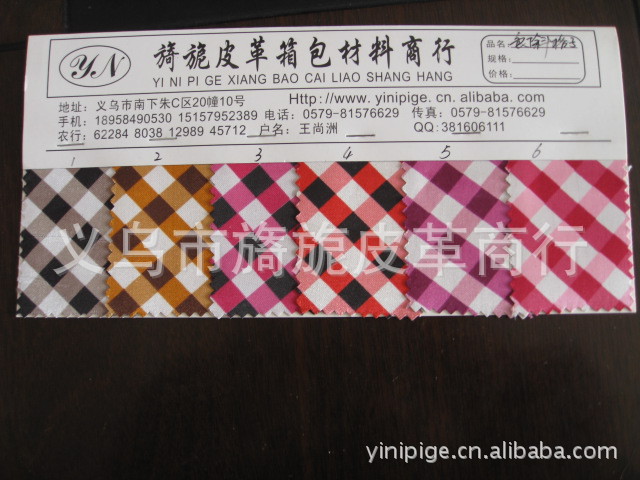 YN
旖旎皮革箱包材料商行
YI NI PI GE XIANG BAO CAI LIAO SHANG HANG
品名:
规格:
价格:
地址: 义乌市南下朱C区20幢10号 Http://www.yinipige.cn.alibaba.com
手机: 18958490530 15157952389 电话: 0579-81576629 传真: 0579-81576629
农行: 62284 8038 12989 45712 户名: 王尚洲 QQ:381606111
1 2 3 4 5 6
义乌市旖旎皮革商行
yinipige.cn.alibaba.com